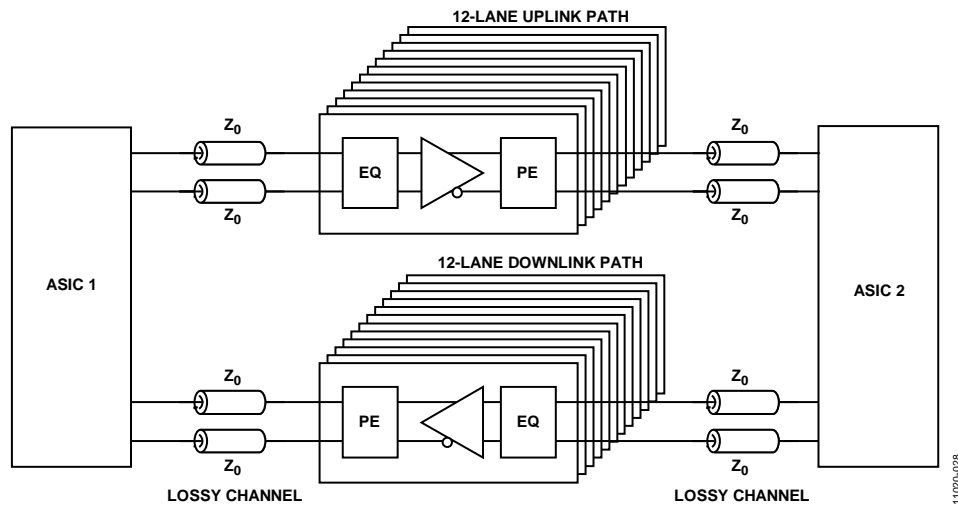 12-LANE UPLINK PATH
Z0 Z0
EQ PE
Z0 Z0
12-LANE DOWNLINK PATH
ASIC 1 ASIC 2
Z0 Z0
PE EQ
Z0 Z0
LOSSY CHANNEL LOSSY CHANNEL
11020-028